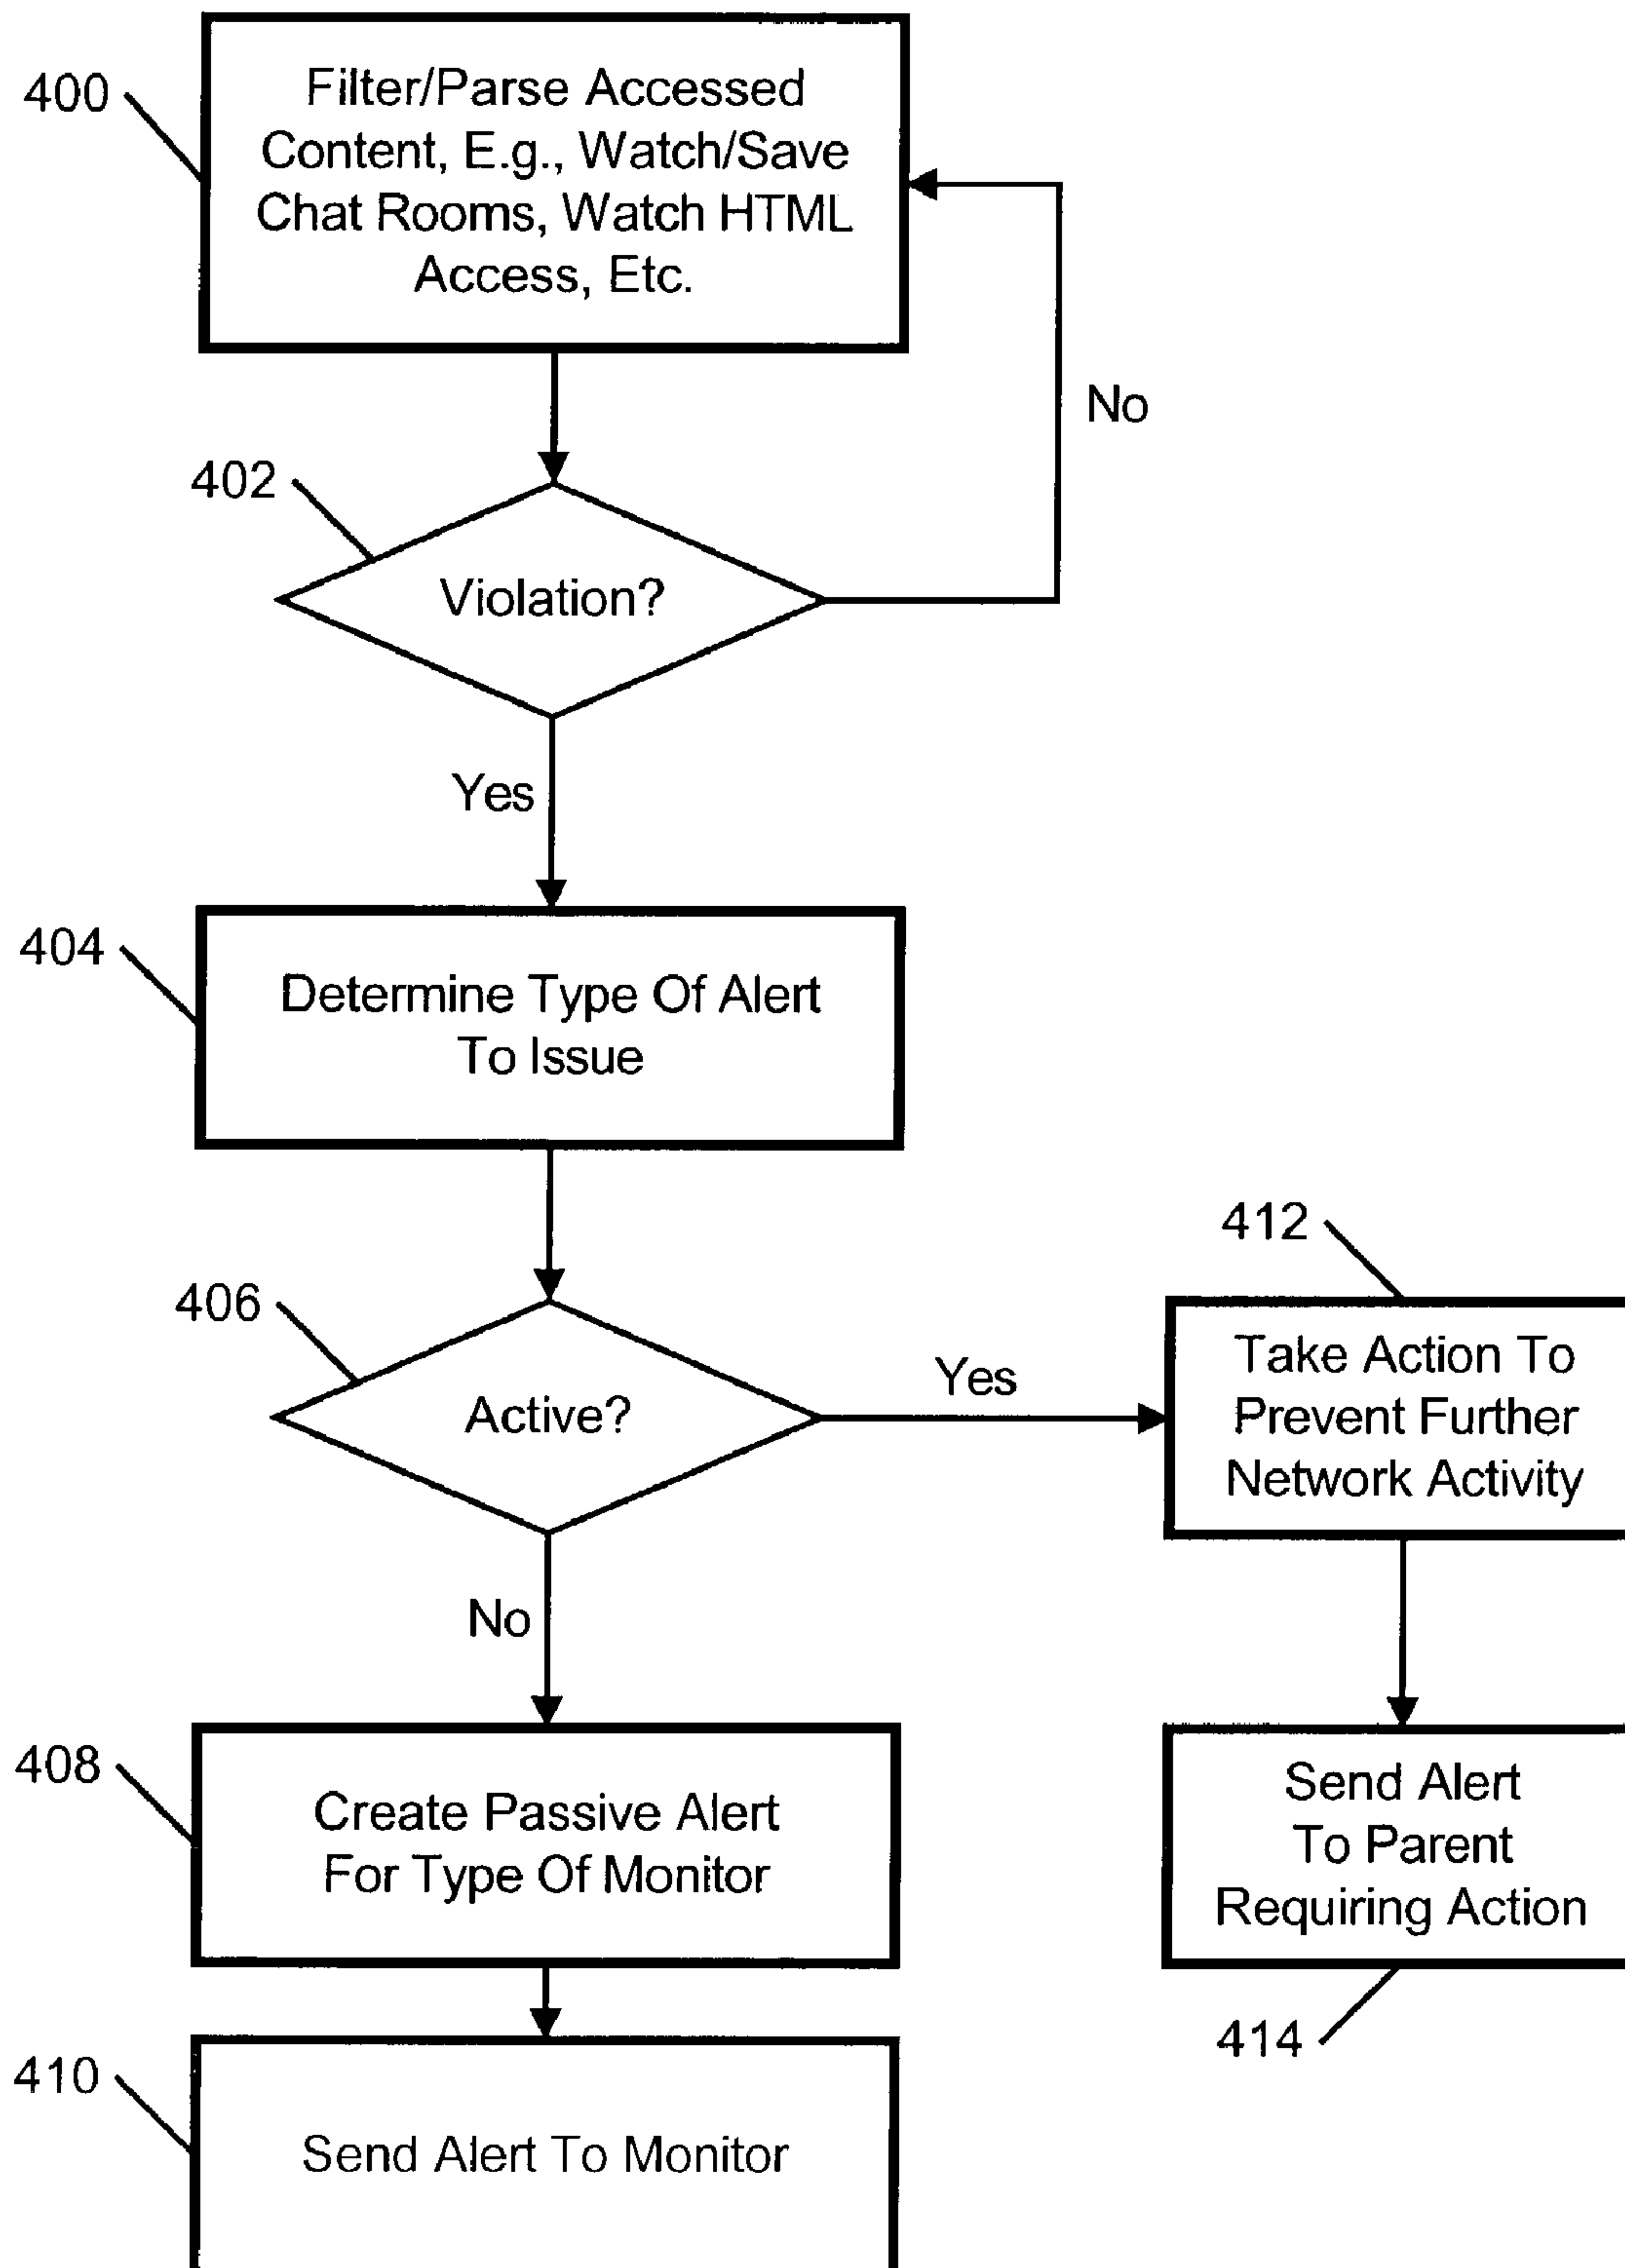 400
Filter/Parse Accessed
Content, E.g., Watch/Save
Chat Rooms, Watch HTML
Access, Etc.
No
402
Violation?
Yes
404
Determine Type Of Alert
To Issue
406
Active?
Yes
412
Take Action To
Prevent Further
Network Activity
No
408
Create Passive Alert
For Type Of Monitor
Send Alert
To Parent
Requiring Action
414
410
Send Alert To Monitor